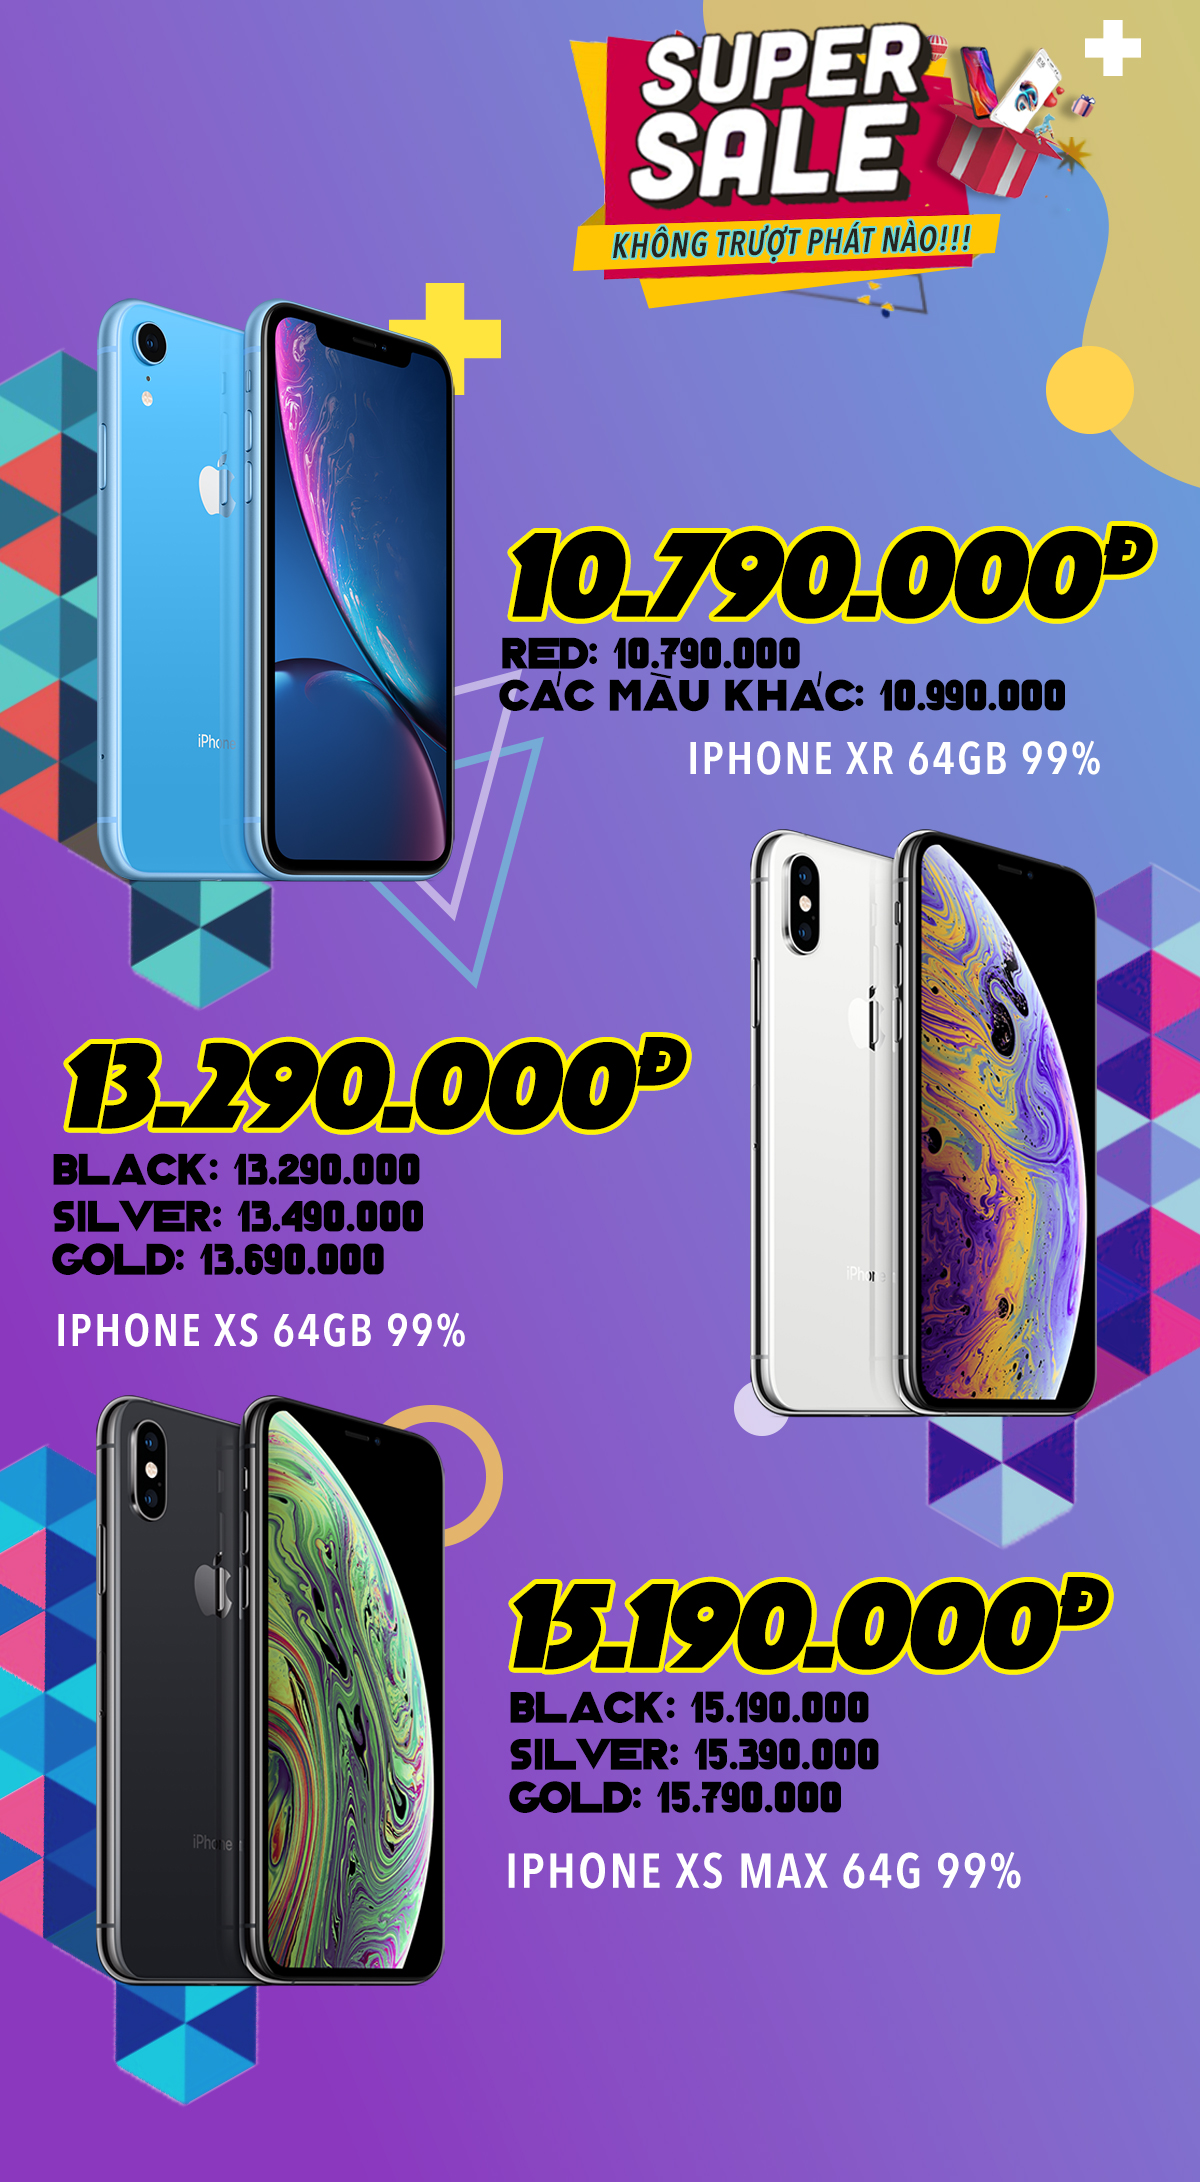 SUPER
SALE
KHÔNG TRƯỢT PHÁT NÀO!!!
10.790.000Đ
RED: 10.790.000
CÁC MÀU KHÁC: 10.990.000
IPHONE XR 64GB 99%
iPhone
13.290.000Đ
BLACK: 13.290.000
SILVER: 13.490.000
GOLD: 13.690.000
IPHONE XS 64GB 99%
iPhone
15.190.000Đ
BLACK: 15.190.000
SILVER: 15.390.000
GOLD: 15.790.000
IPHONE XS MAX 64G 99%
iPhone